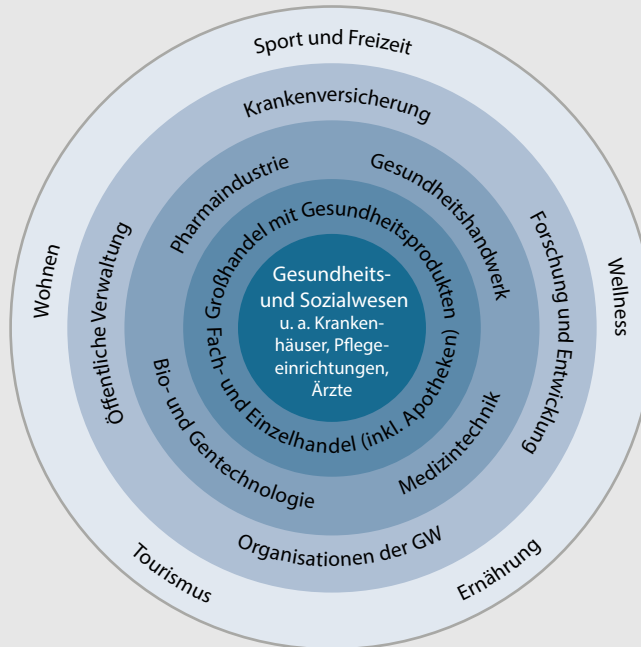 Sport und Freizeit
Krankenversicherung
Pharmaindustrie
Gesundheitshandwerk
Großhandel mit Gesundheitsprodukten
Wohnen
Öffentliche Verwaltung
Gesundheits-
und Sozialwesen
u. a. Kranken-
häuser, Pflege-
einrichtungen,
Ärzte
Forschung und Entwicklung
Wellness
Fach- und Einzelhandel (inkl. Apotheken)
Bio- und Gentechnologie
Medizintechnik
Organisationen der GW
Tourismus
Ernährung